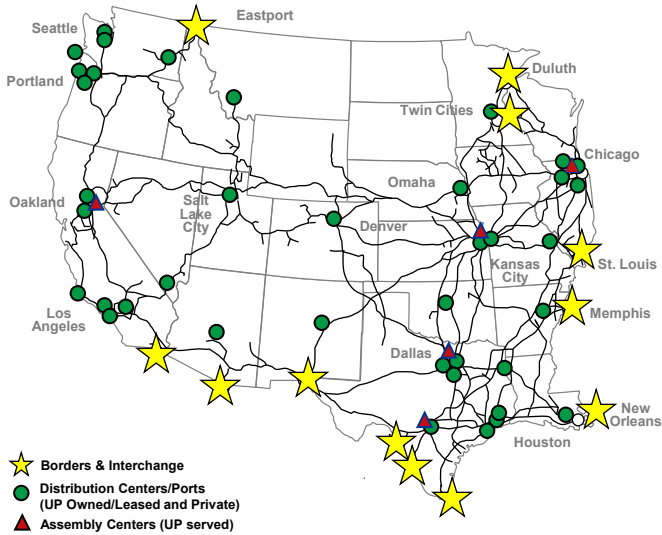 Seattle
Eastport
Portland
Duluth
Twin Cities
Chicago
Oakland
Salt
Lake
City
Omaha
Denver
Kansas
City
St. Louis
Los
Angeles
Memphis
Dallas
New
Orleans
Houston
Borders & Interchange
Distribution Centers/Ports
(UP Owned/Leased and Private)
Assembly Centers (UP served)